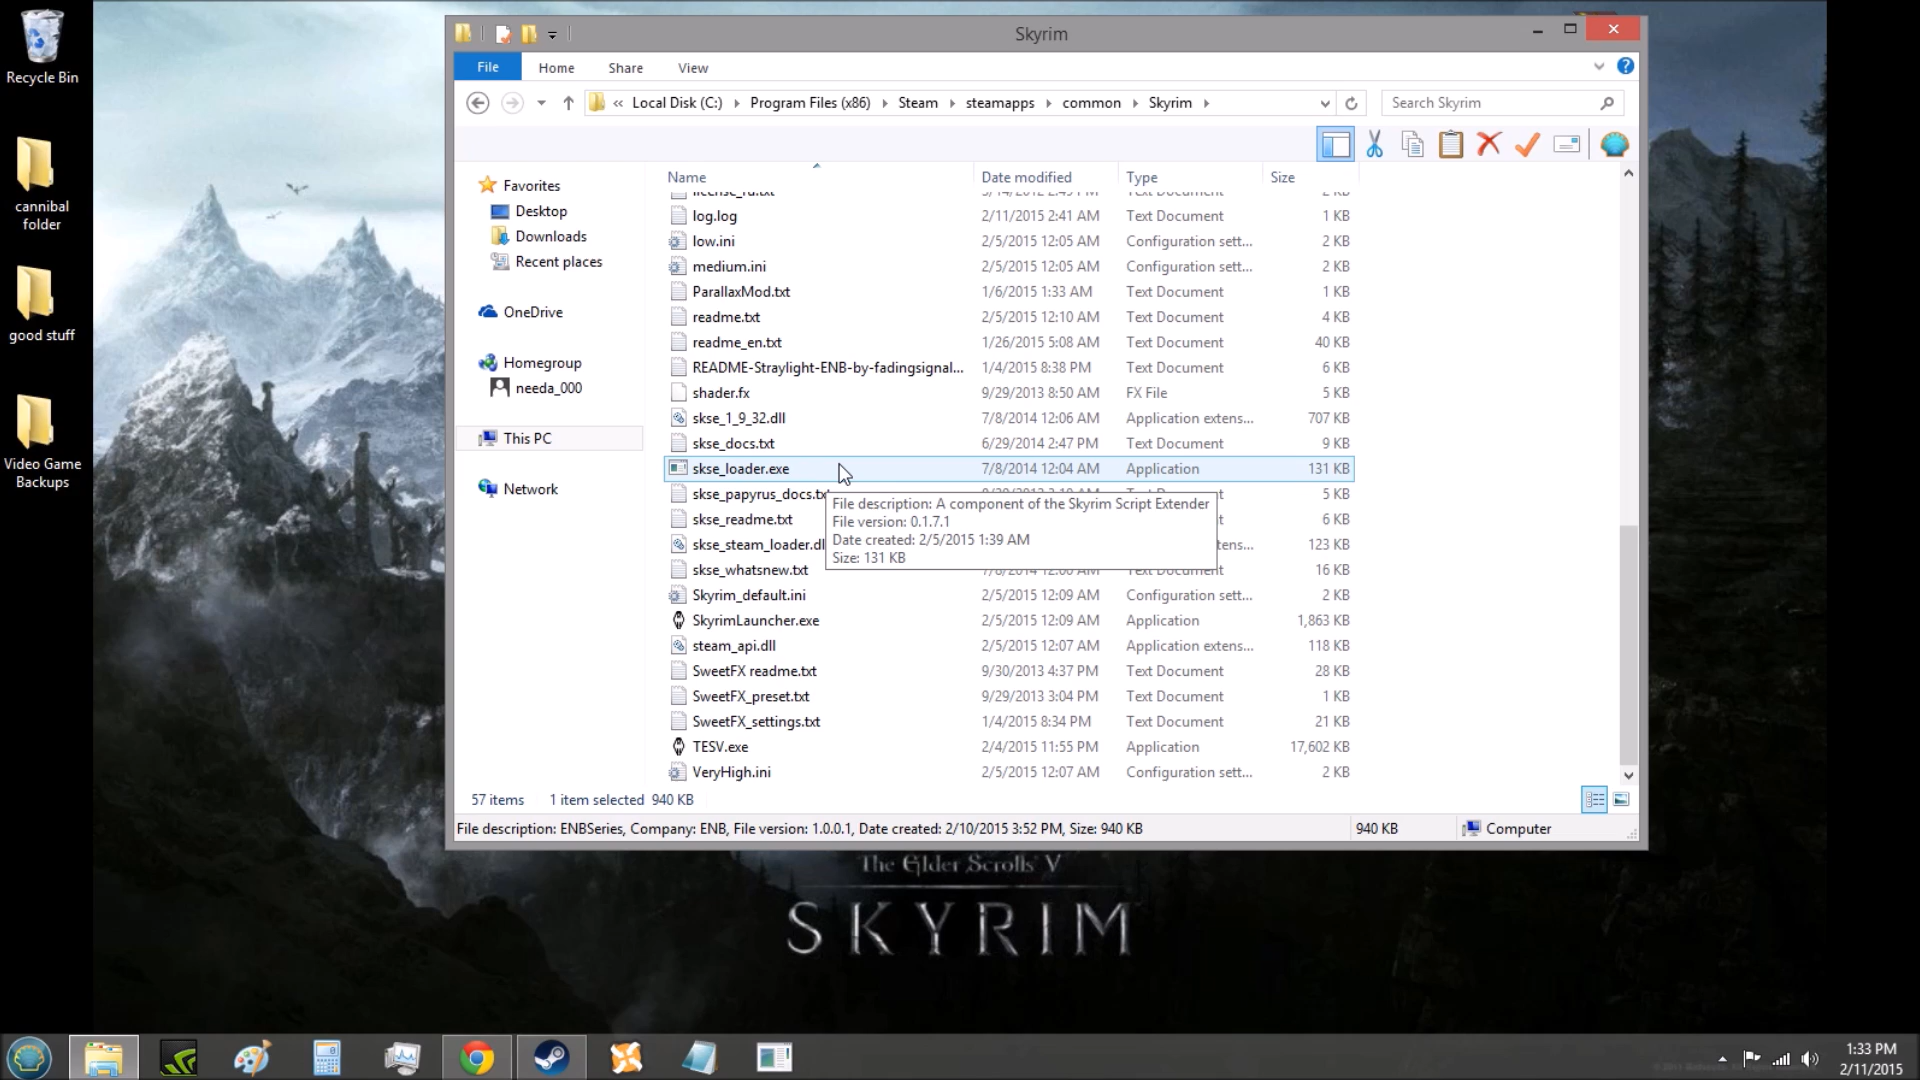 Recycle Bin
cannibal
folder
good stuff
Video Game
Backups
Skyrim
File Home Share View
« Local Disk (C:) Program Files (x86) Steam steamapps common Skyrim
Search Skyrim
Favorites
Desktop
Downloads
Recent places
OneDrive
Homegroup
needa_000
This PC
Network
Name Date modified Type Size
log.log 2/11/2015 2:41 AM Text Document 1 KB
low.ini 2/5/2015 12:05 AM Configuration sett... 2 KB
medium.ini 2/5/2015 12:05 AM Configuration sett... 2 KB
ParallaxMod.txt 1/6/2015 1:33 AM Text Document 1 KB
readme.txt 2/5/2015 12:10 AM Text Document 4 KB
readme_en.txt 1/26/2015 5:08 AM Text Document 40 KB
README-Straylight-ENB-by-fadingsignal... 1/4/2015 8:38 PM Text Document 6 KB
shader.fx 9/29/2013 8:50 AM FX File 5 KB
skse_1_9_32.dll 7/8/2014 12:06 AM Application extens... 707 KB
skse_docs.txt 6/29/2014 2:47 PM Text Document 9 KB
skse_loader.exe 7/8/2014 12:04 AM Application 131 KB
skse_papyrus_docs.txt 5 KB
skse_readme.txt 6 KB
skse_steam_loader.dl tens... 123 KB
skse_whatsnew.txt Text Document 16 KB
File description: A component of the Skyrim Script Extender
File version: 0.1.7.1
Date created: 2/5/2015 1:39 AM
Size: 131 KB
Skyrim_default.ini 2/5/2015 12:09 AM Configuration sett... 2 KB
SkyrimLauncher.exe 2/5/2015 12:09 AM Application 1,863 KB
steam_api.dll 2/5/2015 12:07 AM Application extens... 118 KB
SweetFX readme.txt 9/30/2013 4:37 PM Text Document 28 KB
SweetFX_preset.txt 9/29/2013 3:04 PM Text Document 1 KB
SweetFX_settings.txt 1/4/2015 8:34 PM Text Document 21 KB
TESV.exe 2/4/2015 11:55 PM Application 17,602 KB
VeryHigh.ini 2/5/2015 12:07 AM Configuration sett... 2 KB
57 items 1 item selected 940 KB
File description: ENBSeries, Company: ENB, File version: 1.0.0.1, Date created: 2/10/2015 3:52 PM, Size: 940 KB 940 KB Computer
The Elder Scrolls V
SKYRIM
1:33 PM
2/11/2015